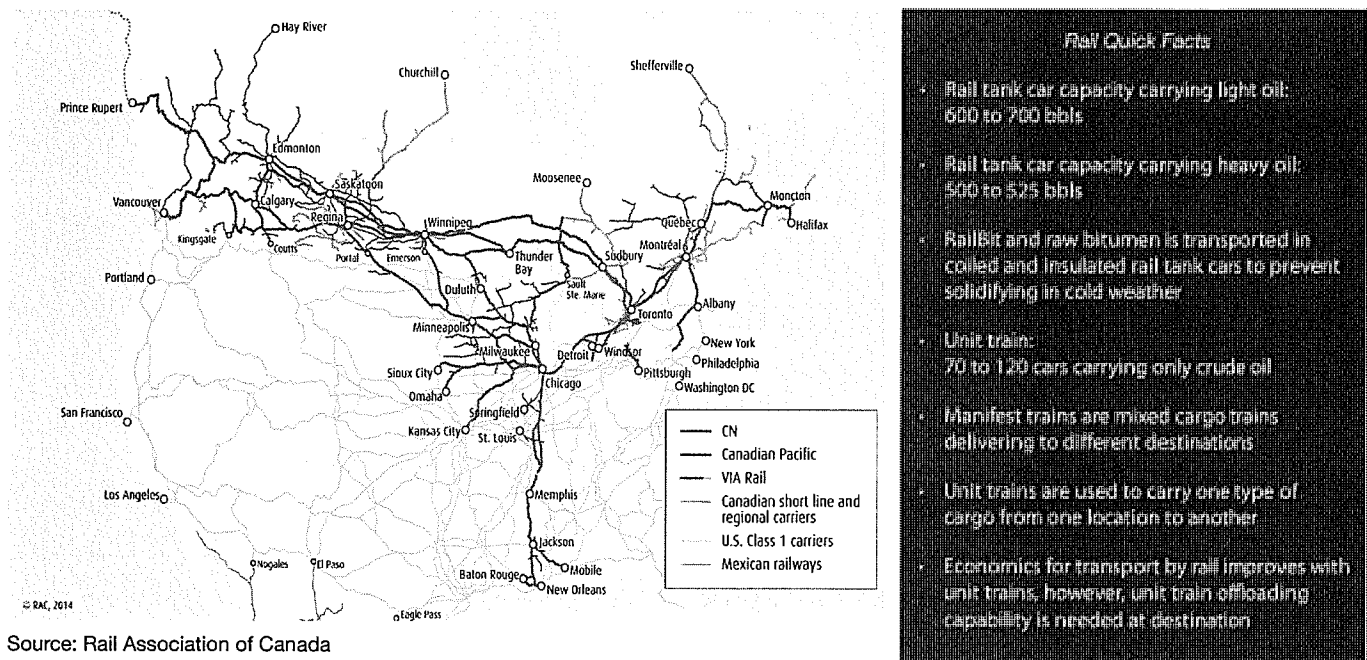 Hay River
Churchill
Shefferville
Prince Rupert
Edmonton
Moosenee
Saskatoon
Moncton
Vancouver
Calgary
Regina
Winnipeg
Québec
Halifax
Kingsgate
Coutts
Portal
Emerson
Thunder
Bay
Sudbury
Montréal
Portland
Duluth
Sault
Ste. Marie
Albany
Toronto
Minneapolis
Milwaukee
Detroit
Windsor
New York
Philadelphia
Sioux City
Chicago
Pittsburgh
Washington DC
Omaha
San Francisco
Springfield
Kansas City
St. Louis
Los Angeles
Memphis
Jackson
Nogales
El Paso
Baton Rouge
Mobile
New Orleans
Eagle Pass
CN
Canadian Pacific
VIA Rail
Canadian short line and
regional carriers
U.S. Class 1 carriers
Mexican railways
© RAC, 2014
Source: Rail Association of Canada
Rail Quick Facts
• Rail tank car capacity carrying light oil:
600 to 700 bbls
• Rail tank car capacity carrying heavy oil:
500 to 525 bbls
• RailBit and raw bitumen is transported in
coiled and insulated rail tank cars to prevent
solidifying in cold weather
• Unit train:
70 to 120 cars carrying only crude oil
• Manifest trains are mixed cargo trains
delivering to different destinations
• Unit trains are used to carry one type of
cargo from one location to another
• Economics for transport by rail improves with
unit trains, however, unit train offloading
capability is needed at destination